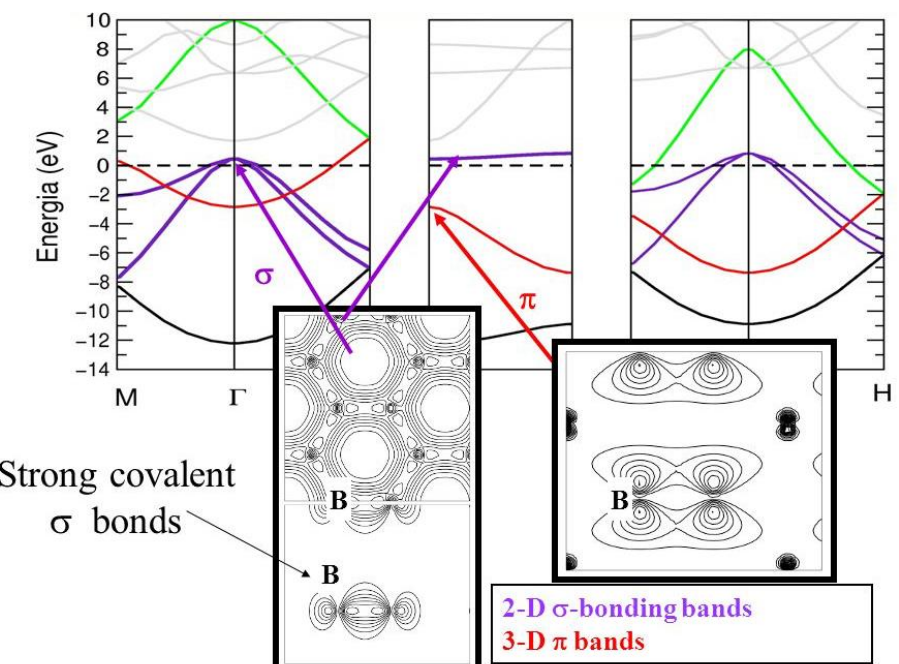 10
8
6
4
2
0
−2
−4
−6
−8
−10
−12
−14
Energia (eV)
σ
π
M
Γ
H
Strong covalent
σ bonds
B
B
B
2-D σ-bonding bands
3-D π bands